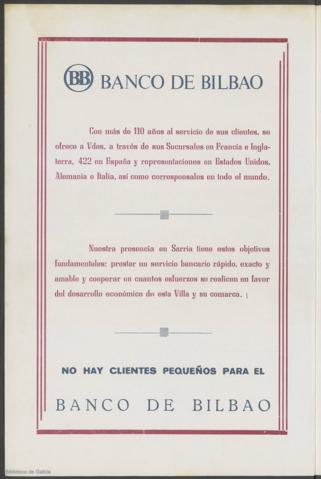 BB BANCO DE BILBAO
Con más de 110 años al servicio de sus clientes, se
ofrece a Vdes. a través de sus Sucursales en Francia e Ingla-
terra, 422 en España y representaciones en Estados Unidos,
Alemania e Italia, así como corresponsales en todo el mundo.
Nuestra presencia en Sarria tiene estos objetivos
fundamentales: prestar un servicio bancario rápido, exacto y
amable y cooperar en cuantos esfuerzos se realicen en favor
del desarrollo económico de esta Villa y su comarca.
NO HAY CLIENTES PEQUEÑOS PARA EL
BANCO DE BILBAO
Biblioteca de Galicia